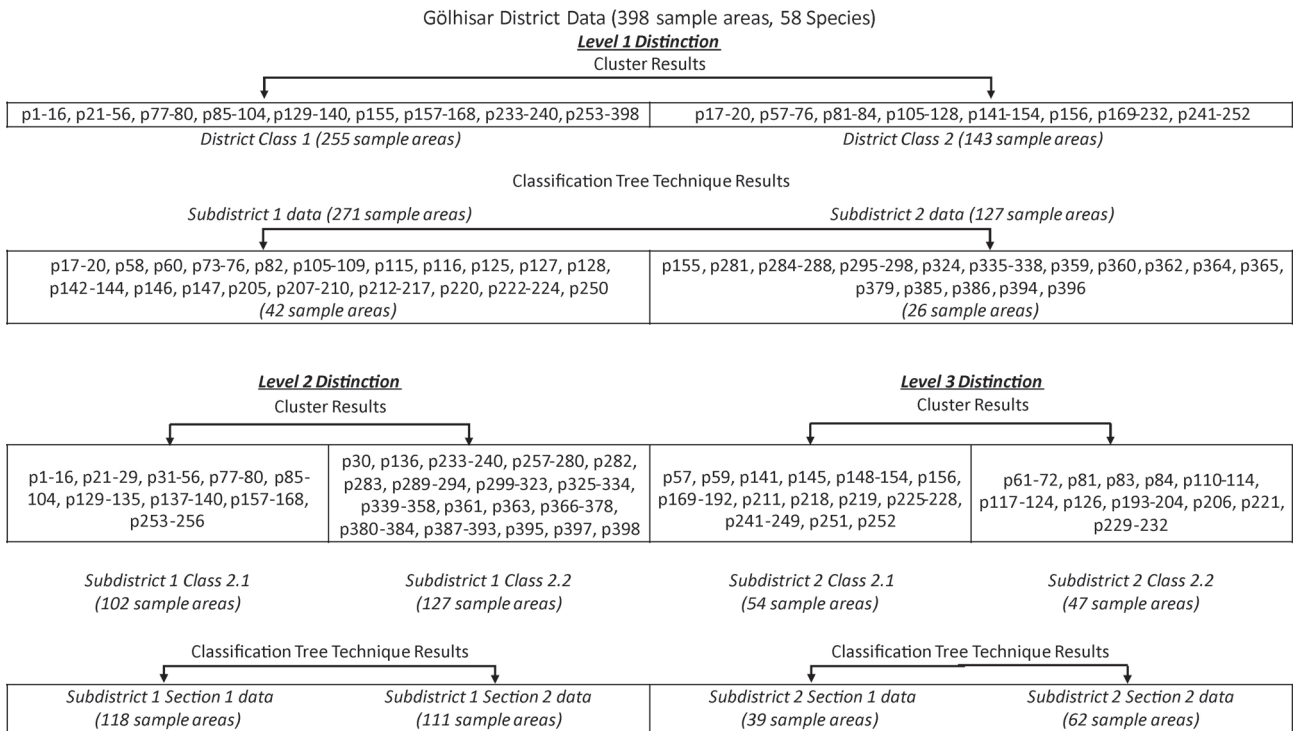 Gölhisar District Data (398 sample areas, 58 Species)
Level 1 Distinction
Cluster Results
p1-16, p21-56, p77-80, p85-104, p129-140, p155, p157-168, p233-240, p253-398
p17-20, p57-76, p81-84, p105-128, p141-154, p156, p169-232, p241-252
District Class 1 (255 sample areas)
District Class 2 (143 sample areas)
Classification Tree Technique Results
Subdistrict 1 data (271 sample areas)
Subdistrict 2 data (127 sample areas)
p17-20, p58, p60, p73-76, p82, p105-109, p115, p116, p125, p127, p128,
p142-144, p146, p147, p205, p207-210, p212-217, p220, p222-224, p250
(42 sample areas)
p155, p281, p284-288, p295-298, p324, p335-338, p359, p360, p362, p364, p365,
p379, p385, p386, p394, p396
(26 sample areas)
Level 2 Distinction
Cluster Results
Level 3 Distinction
Cluster Results
p1-16, p21-29, p31-56, p77-80, p85-
104, p129-135, p137-140, p157-168,
p253-256
p30, p136, p233-240, p257-280, p282,
p283, p289-294, p299-323, p325-334,
p339-358, p361, p363, p366-378,
p380-384, p387-393, p395, p397, p398
p57, p59, p141, p145, p148-154, p156,
p169-192, p211, p218, p219, p225-228,
p241-249, p251, p252
p61-72, p81, p83, p84, p110-114,
p117-124, p126, p193-204, p206, p221,
p229-232
Subdistrict 1 Class 2.1
(102 sample areas)
Subdistrict 1 Class 2.2
(127 sample areas)
Subdistrict 2 Class 2.1
(54 sample areas)
Subdistrict 2 Class 2.2
(47 sample areas)
Classification Tree Technique Results
Classification Tree Technique Results
Subdistrict 1 Section 1 data
(118 sample areas)
Subdistrict 1 Section 2 data
(111 sample areas)
Subdistrict 2 Section 1 data
(39 sample areas)
Subdistrict 2 Section 2 data
(62 sample areas)